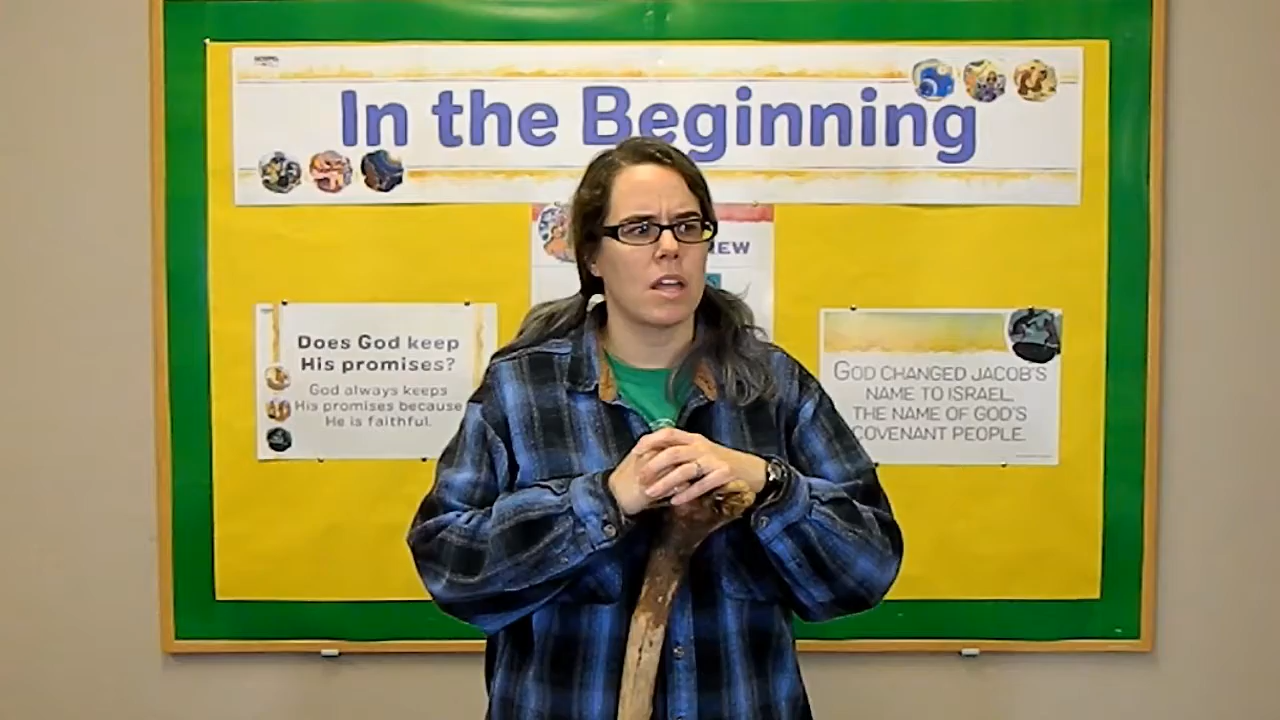 In the Beginning
Does God keep
His promises?
God always keeps
His promises because
He is faithful.
GOD CHANGED JACOB'S
NAME TO ISRAEL,
THE NAME OF GOD'S
COVENANT PEOPLE.